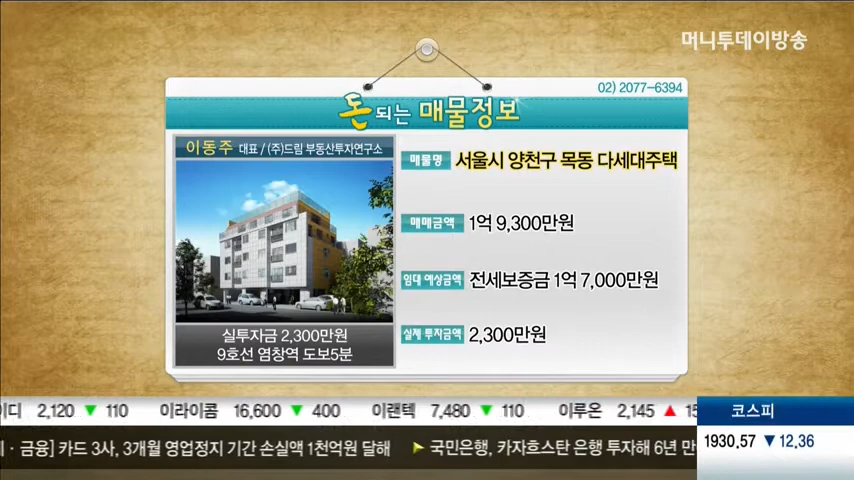 머니투데이방송
02) 2077-6394
돈 되는 매물정보
이동주 대표 / (주)드림 부동산투자연구소
실투자금 2,300만원
9호선 염창역 도보5분
매물명 서울시 양천구 목동 다세대주택
매매금액 1억 9,300만원
임대 예상금액 전세보증금 1억 7,000만원
실제 투자금액 2,300만원
이디 2,120 ▼ 110 이라이콤 16,600 ▼ 400 이랜텍 7,480 ▼ 110 이루온 2,145 ▲ 15
코스피
1930.57 ▼12.36
· 금융] 카드 3사, 3개월 영업정지 기간 손실액 1천억원 달해 ▶ 국민은행, 카자흐스탄 은행 투자해 6년 만